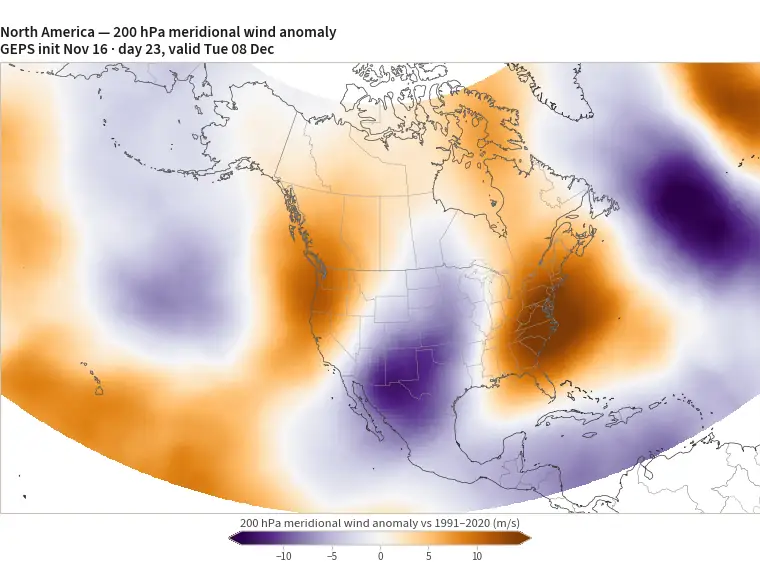 North America — 200 hPa meridional wind anomaly
GEPS init Nov 16 · day 23, valid Tue 08 Dec
200 hPa meridional wind anomaly vs 1991–2020 (m/s)
−10 −5 0 5 10